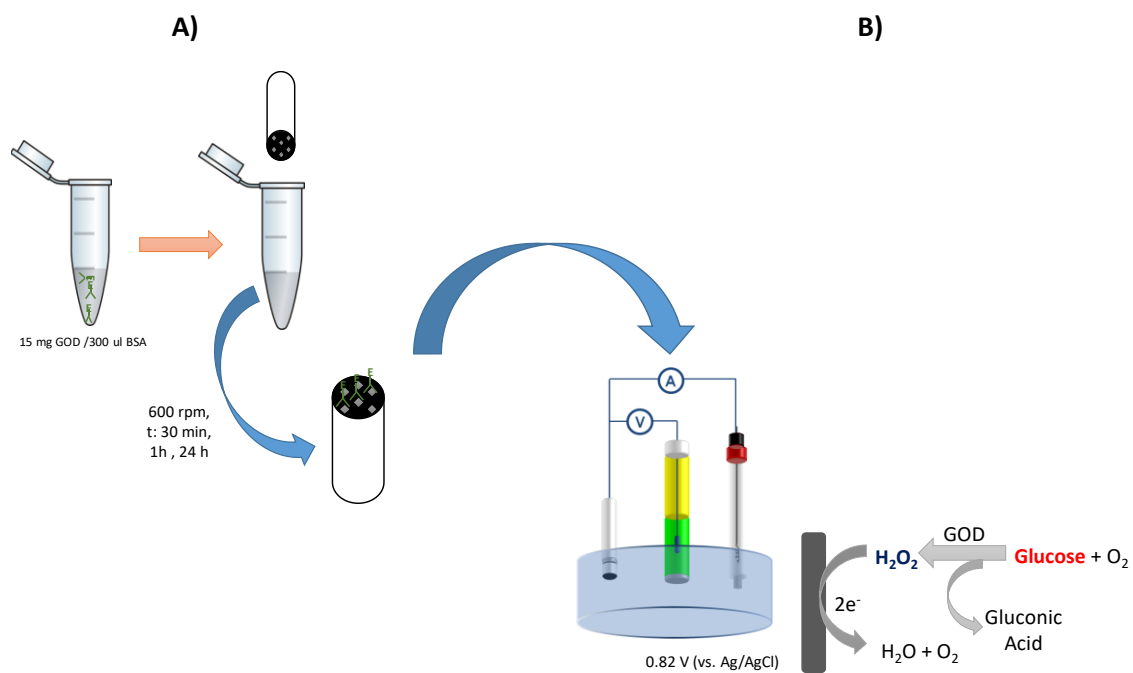 A)
B)
E
E
E
15 mg GOD /300 ul BSA
E
E
E
600 rpm,
t: 30 min,
1h , 24 h
A
V
0.82 V (vs. Ag/AgCl)
GOD
H₂O₂
Glucose + O₂
2e⁻
Gluconic
Acid
H₂O + O₂